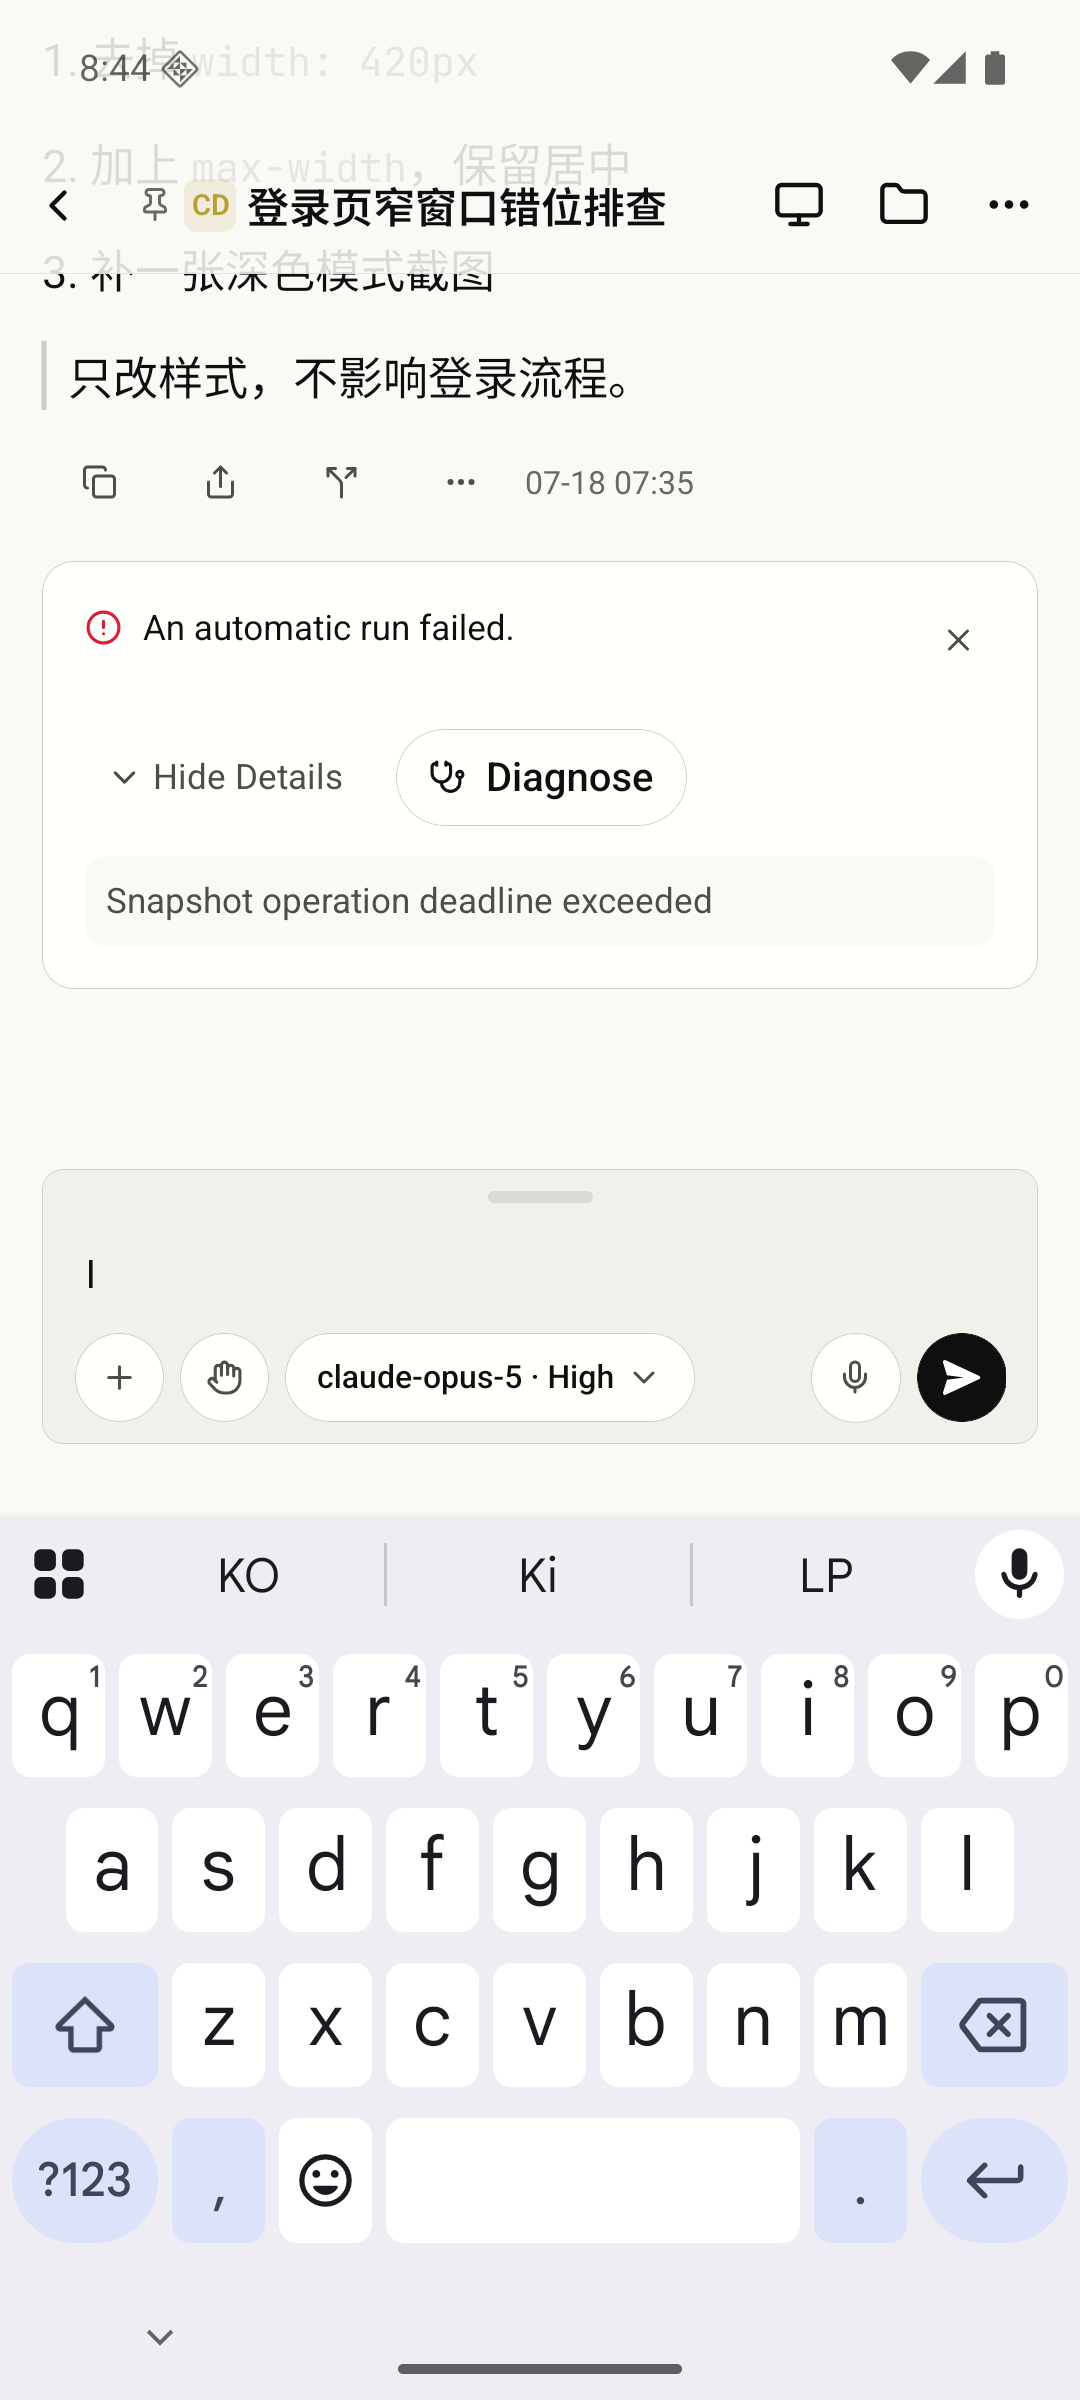 1. 去掉 width: 420px
8:44
2. 加上 max-width，保留居中
CD 登录页窄窗口错位排查
3. 补一张深色模式截图
只改样式，不影响登录流程。
07-18 07:35
An automatic run failed.
Hide Details
Diagnose
Snapshot operation deadline exceeded
claude-opus-5 · High
KO Ki LP
q1 w2 e3 r4 t5 y6 u7 i8 o9 p0
a s d f g h j k l
z x c v b n m
?123 , .